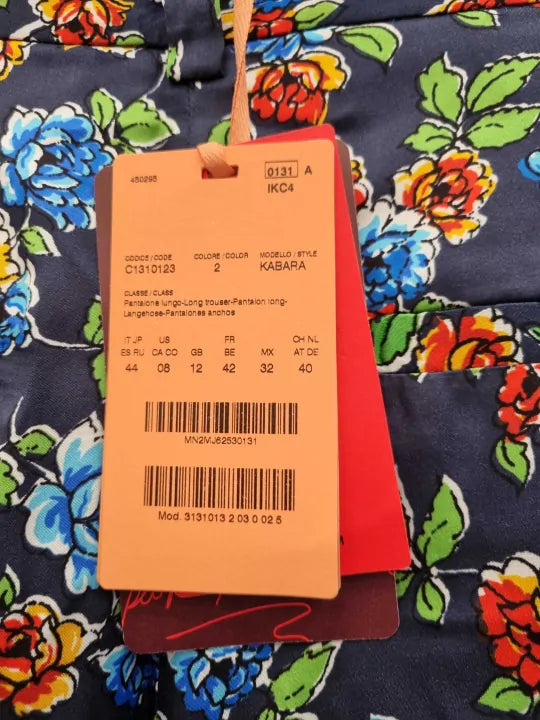 450295
0131 A
IKC4
CODICE / CODE COLORE / COLOR MODELLO / STYLE
C1310123 2 KABARA
CLASSE / CLASS
Pantalone lungo-Long trouser-Pantalon long-
Langehose-Pantalones anchos
IT JP US FR CH NL
ES RU CA CO GB BE MX AT DE
44 08 12 42 32 40
MN2MJ62530131
Mod. 3131013 2 03 0 02 5